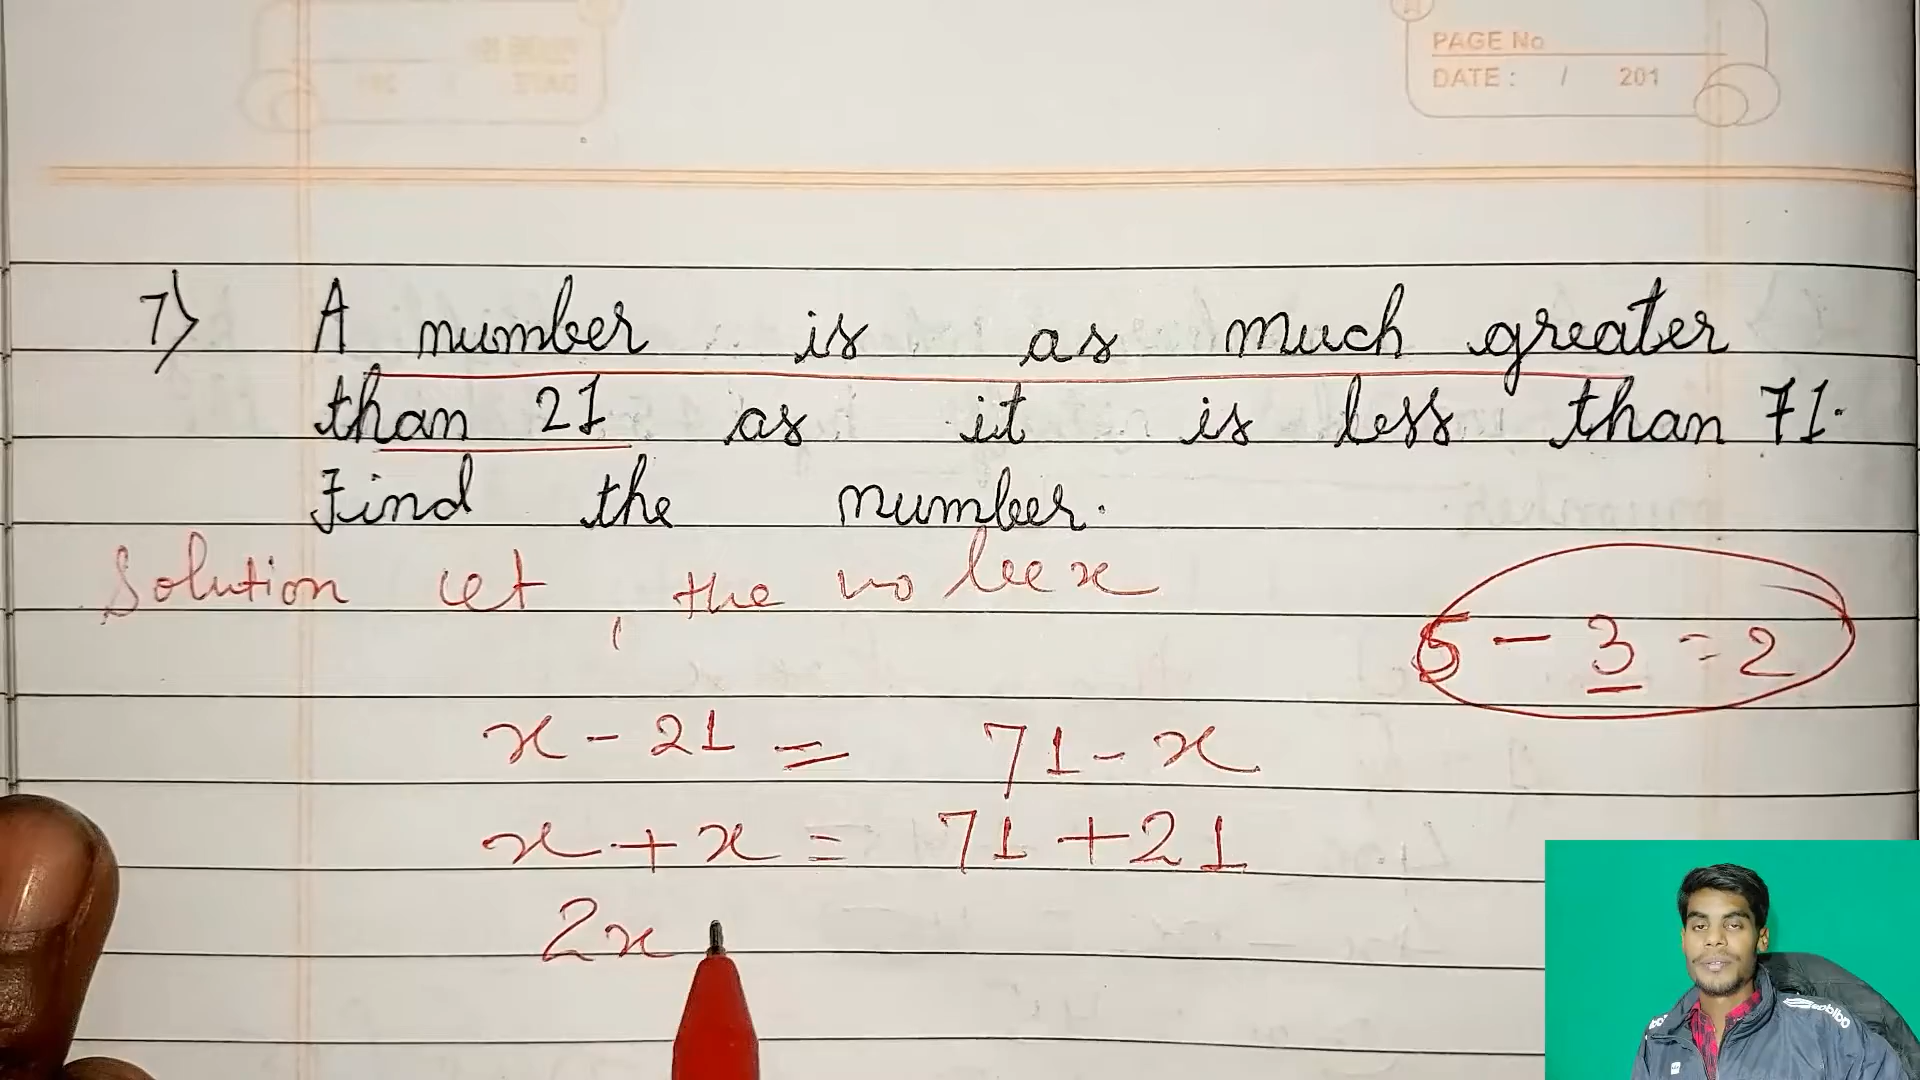 PAGE No
DATE : / 201
7) A number is as much greater
than 21 as it is less than 71.
Find the number.
Solution let, the no be x
5 - 3 = 2
x - 21 = 71 - x
x + x = 71 + 21
2x